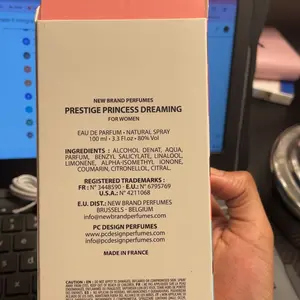 NEW BRAND PERFUMES
PRESTIGE PRINCESS DREAMING
FOR WOMEN
EAU DE PARFUM - NATURAL SPRAY
100 ml • 3.3 Fl.oz • 80% Vol
INGREDIENTS : ALCOHOL DENAT, AQUA,
PARFUM, BENZYL SALICYLATE, LINALOOL,
LIMONENE, ALPHA-ISOMETHYL IONONE,
COUMARIN, CITRONELLOL, CITRAL.
REGISTERED TRADEMARKS :
FR : N° 3448590 - E.U.: N° 6795769
U.S.A.: N° 4211068
E.U. DIST.: NEW BRAND PERFUMES
BRUSSELS - BELGIUM
info@newbrandperfumes.com
PC DESIGN PERFUMES
www.pcdesignperfumes.com
info@pcdesignperfumes.com
MADE IN FRANCE